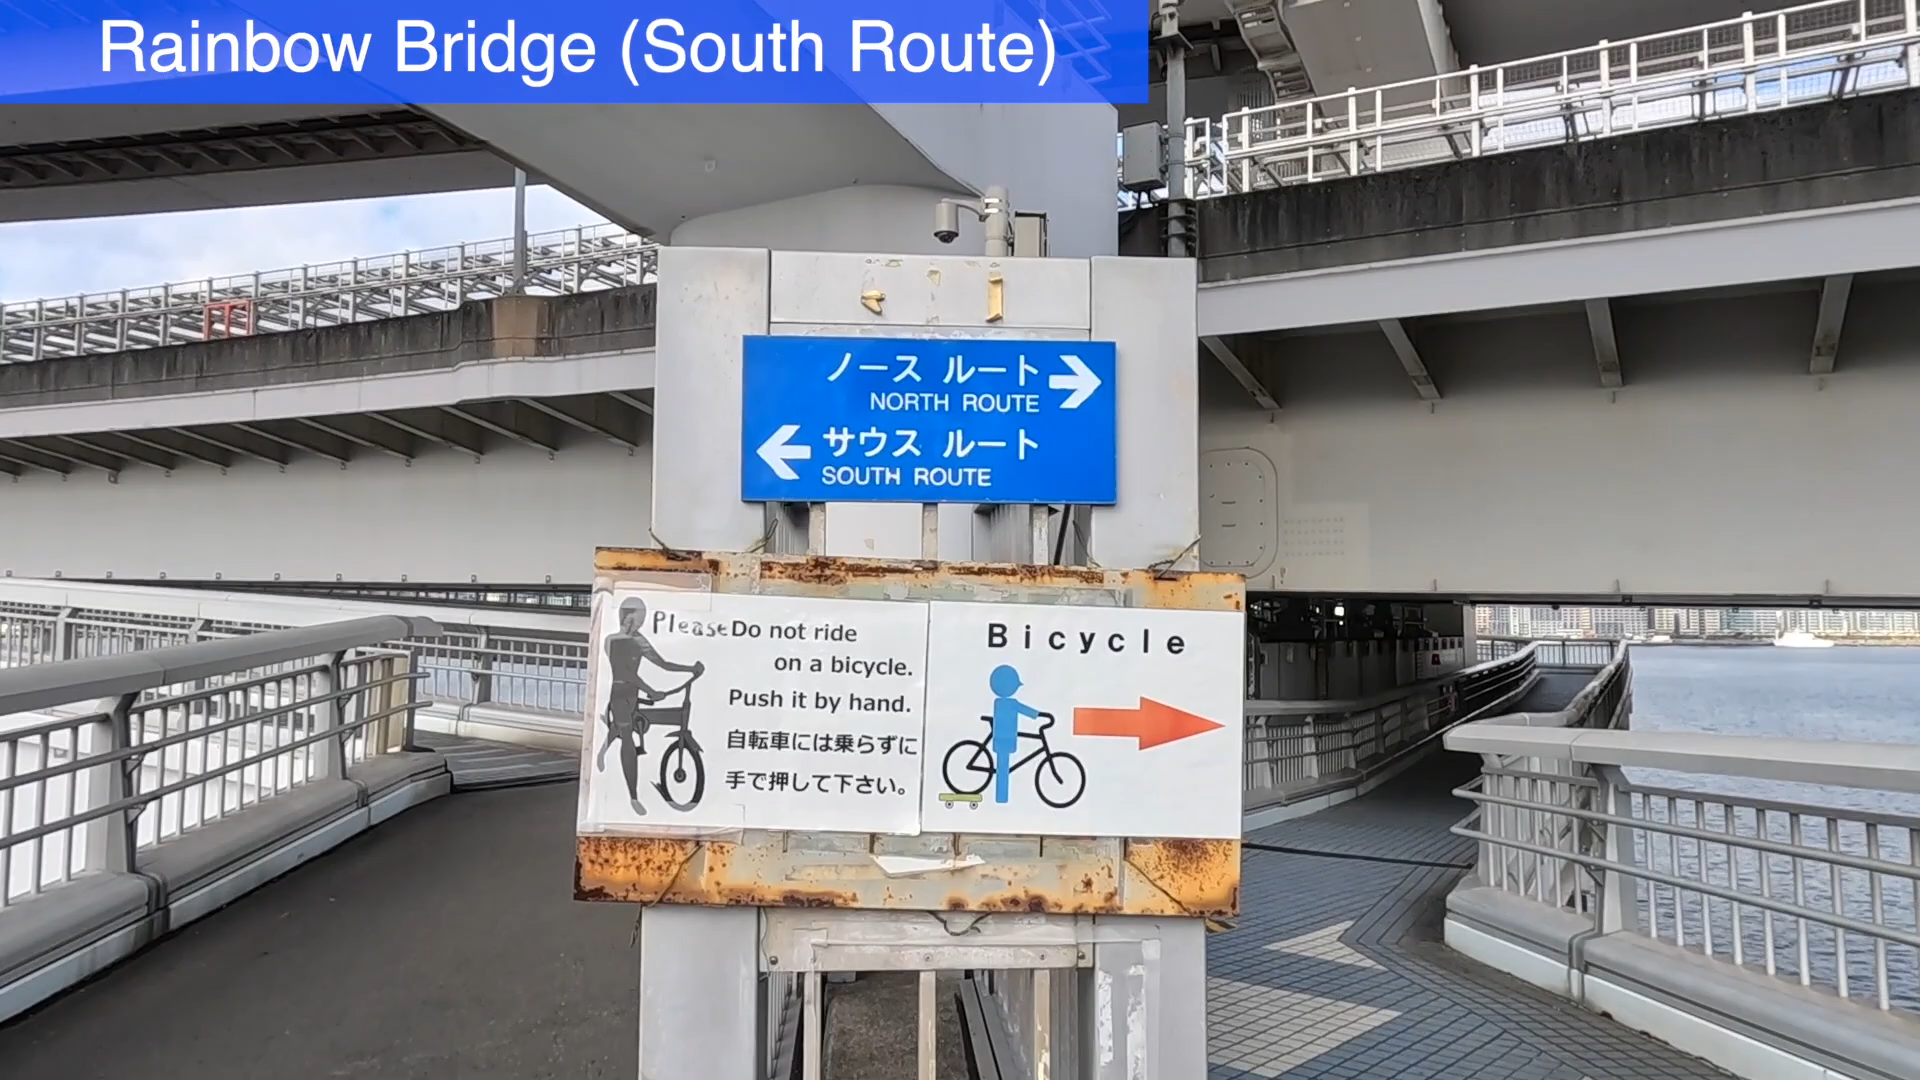 Rainbow Bridge (South Route)
ノース ルート
NORTH ROUTE
サウス ルート
SOUTH ROUTE
Please Do not ride
on a bicycle.
Push it by hand.
自転車には乗らずに
手で押して下さい。
Bicycle